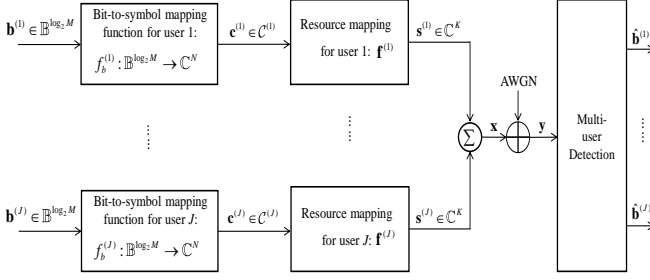 𝐛⁽¹⁾ ∈ 𝔹^{log₂ M}
Bit-to-symbol mapping
function for user 1:
f_b⁽¹⁾ : 𝔹^{log₂ M} → ℂ^N
𝐜⁽¹⁾ ∈ 𝒞⁽¹⁾
Resource mapping
for user 1: 𝐟⁽¹⁾
𝐬⁽¹⁾ ∈ ℂ^K
AWGN
∑
𝐱
𝐲
Multi-
user
Detection
𝐛̂⁽¹⁾
𝐛⁽ᴶ⁾ ∈ 𝔹^{log₂ M}
Bit-to-symbol mapping
function for user J:
f_b⁽ᴶ⁾ : 𝔹^{log₂ M} → ℂ^N
𝐜⁽ᴶ⁾ ∈ 𝒞⁽ᴶ⁾
Resource mapping
for user J: 𝐟⁽ᴶ⁾
𝐬⁽ᴶ⁾ ∈ ℂ^K
𝐛̂⁽ᴶ⁾